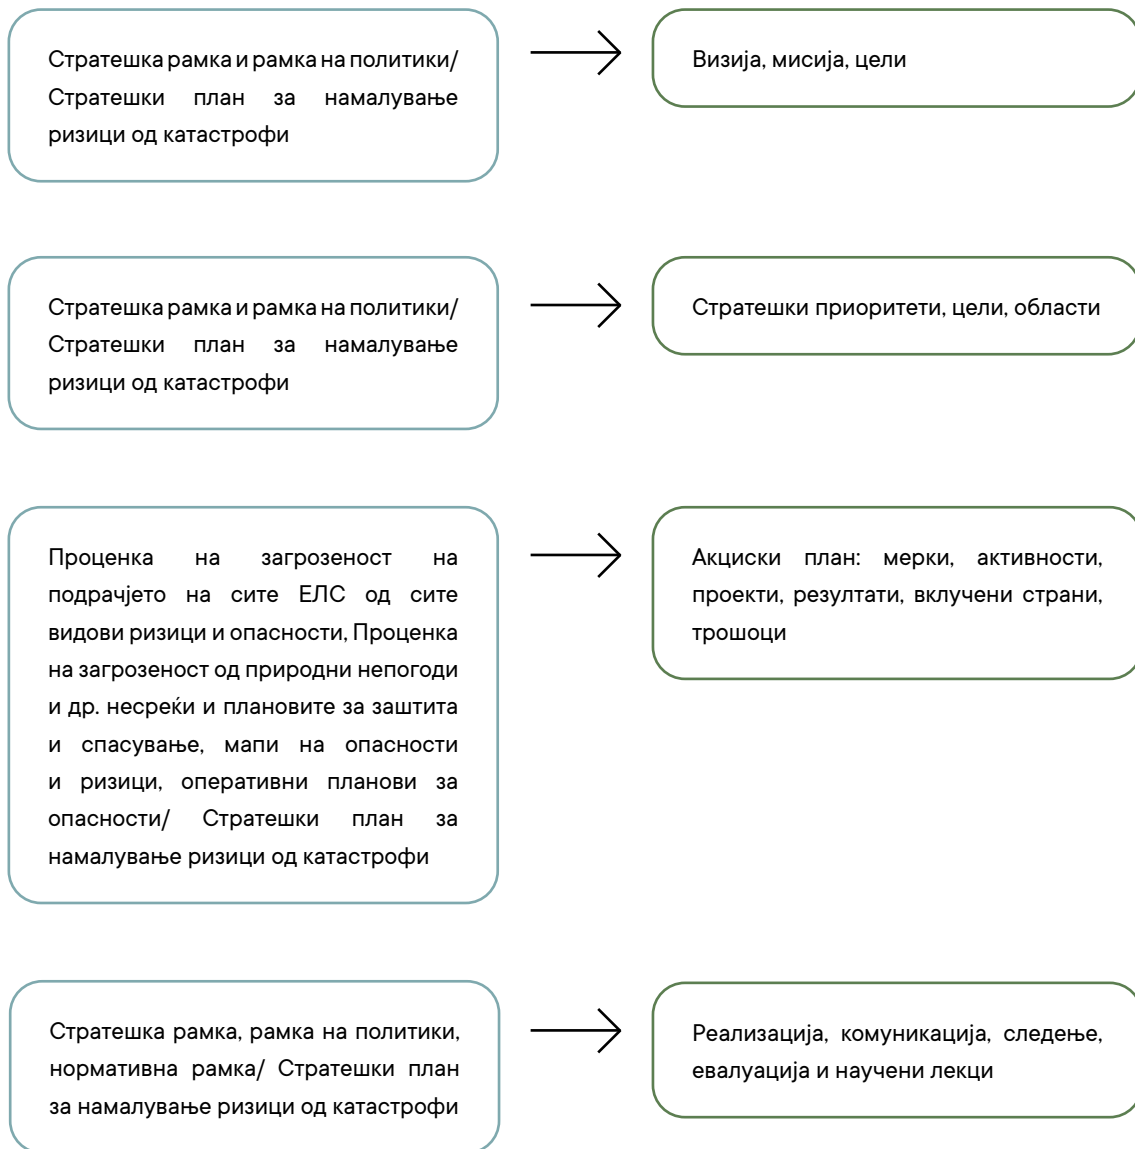 Стратешка рамка и рамка на политики/
Стратешки план за намалување
ризици од катастрофи
Визија, мисија, цели
Стратешка рамка и рамка на политики/
Стратешки план за намалување
ризици од катастрофи
Стратешки приоритети, цели, области
Проценка на загрозеност на
подрачјето на сите ЕЛС од сите
видови ризици и опасности, Проценка
на загрозеност од природни непогоди
и др. несреќи и плановите за заштита
и спасување, мапи на опасности
и ризици, оперативни планови за
опасности/ Стратешки план за
намалување ризици од катастрофи
Акциски план: мерки, активности,
проекти, резултати, вклучени страни,
трошоци
Стратешка рамка, рамка на политики,
нормативна рамка/ Стратешки план
за намалување ризици од катастрофи
Реализација, комуникација, следење,
евалуација и научени лекци